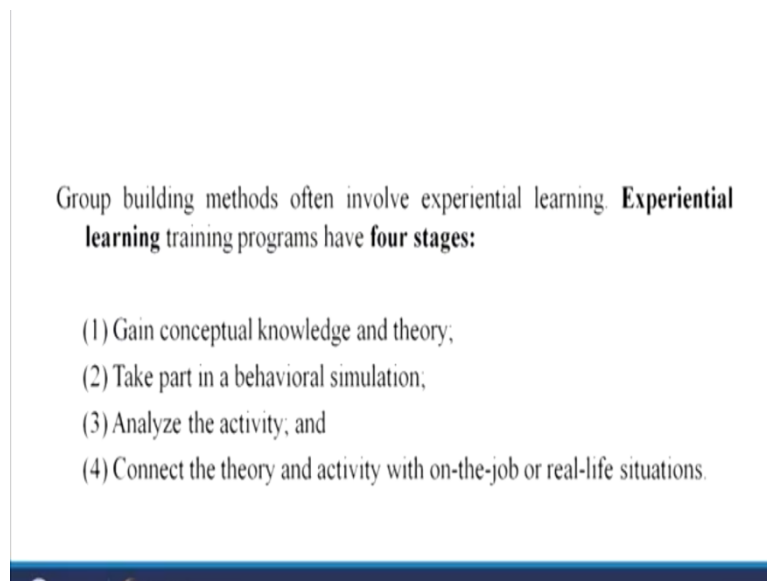 Group building methods often involve experiential learning. Experiential
learning training programs have four stages:
(1) Gain conceptual knowledge and theory;
(2) Take part in a behavioral simulation;
(3) Analyze the activity; and
(4) Connect the theory and activity with on-the-job or real-life situations.